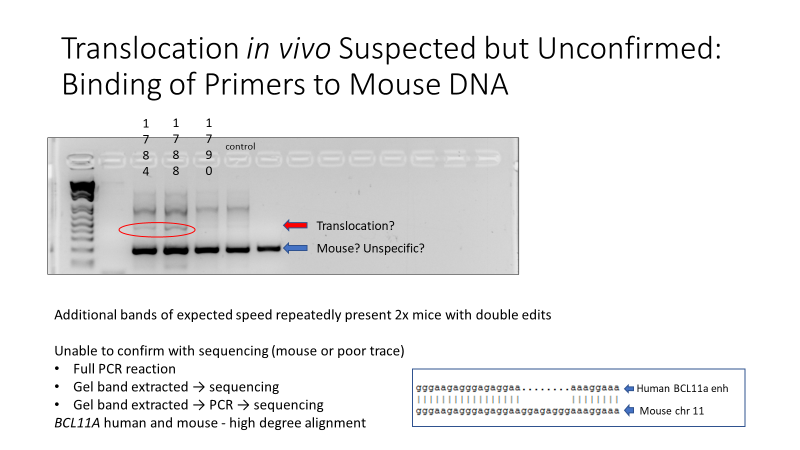 Translocation in vivo Suspected but Unconfirmed:
Binding of Primers to Mouse DNA
1784
1788
1790
control
Translocation?
Mouse? Unspecific?
Additional bands of expected speed repeatedly present 2x mice with double edits
Unable to confirm with sequencing (mouse or poor trace)
• Full PCR reaction
• Gel band extracted → sequencing
• Gel band extracted → PCR → sequencing
BCL11A human and mouse - high degree alignment
gggaagagggagaggaa........aaaggaaa Human BCL11a enh
gggaagagggagaggaaggagagggaaaggaaa Mouse chr 11